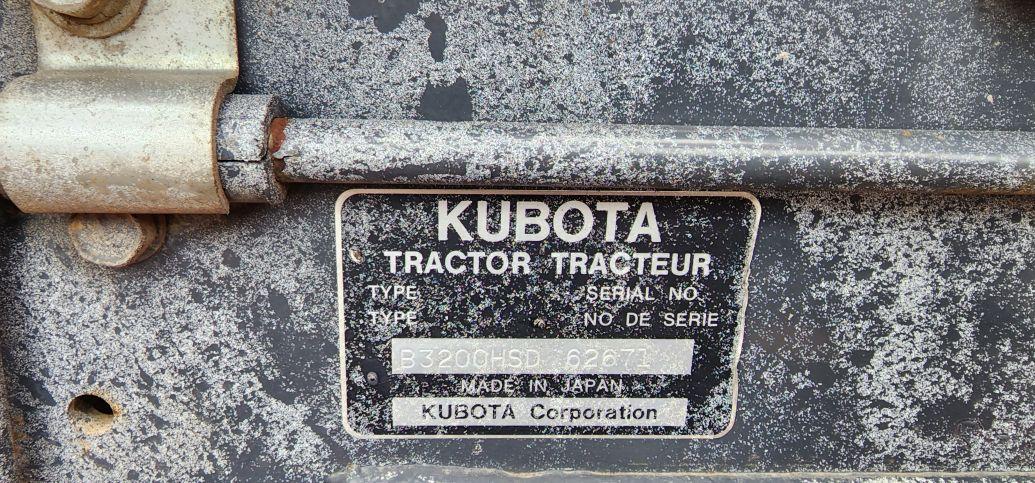 KUBOTA
TRACTOR TRACTEUR
TYPE SERIAL NO.
TYPE NO DE SERIE
B3200HSD 62671
MADE IN JAPAN
KUBOTA Corporation